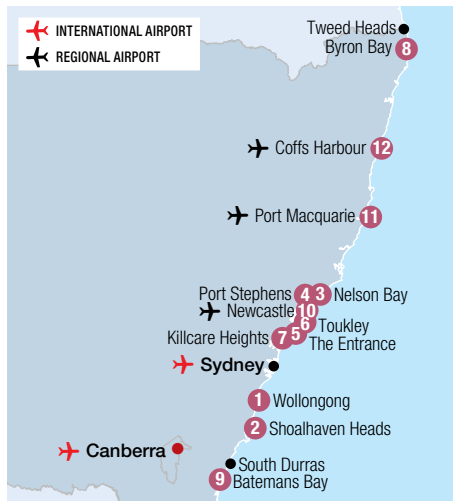 INTERNATIONAL AIRPORT
REGIONAL AIRPORT
Tweed Heads
Byron Bay
8
Coffs Harbour 12
Port Macquarie 11
Port Stephens 4 3 Nelson Bay
Newcastle 10
6 Toukley
Killcare Heights 7 5 The Entrance
Sydney
1 Wollongong
2 Shoalhaven Heads
Canberra
South Durras
9 Batemans Bay